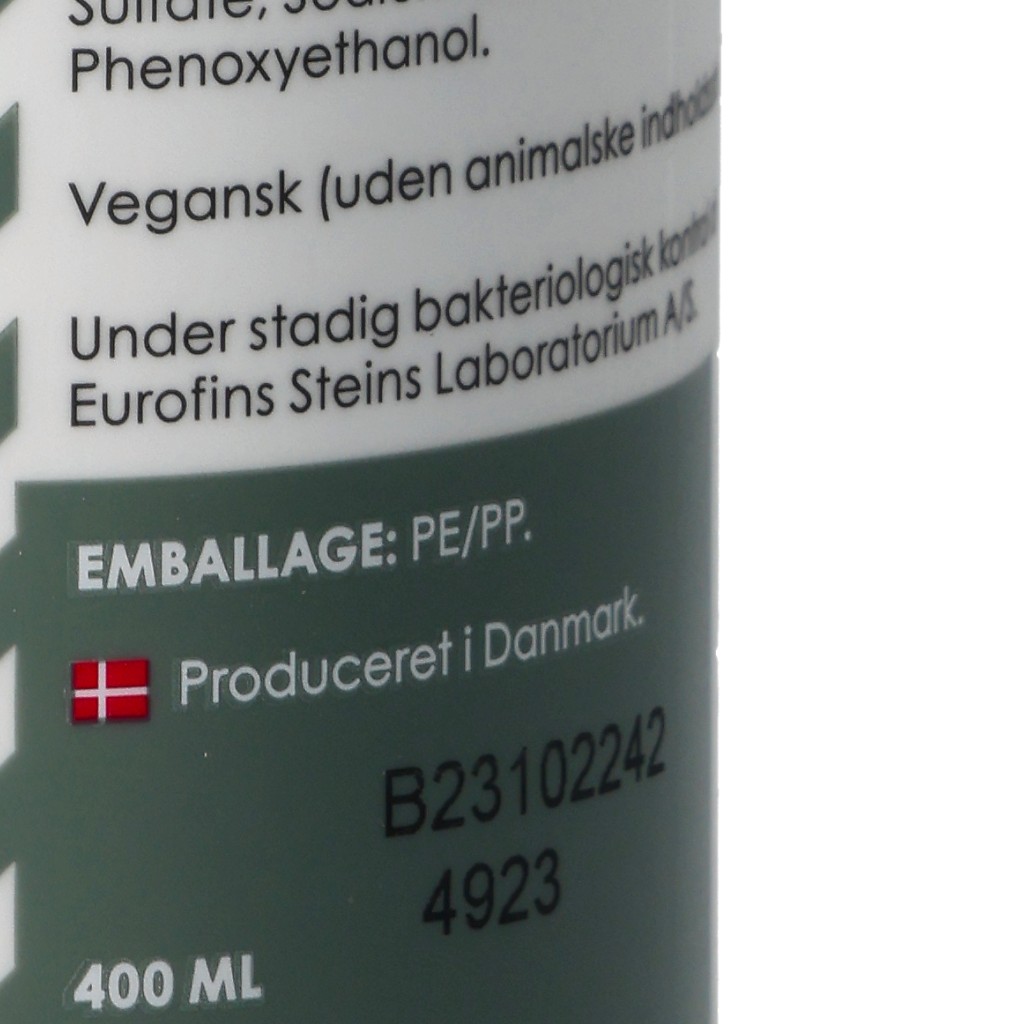 Phenoxyethanol.
Vegansk (uden animalske
Under stadig bakteriologisk
Eurofins Steins Laboratorium A/S.
EMBALLAGE: PE/PP.
Produceret i Danmark.
B23102242
4923
400 ML